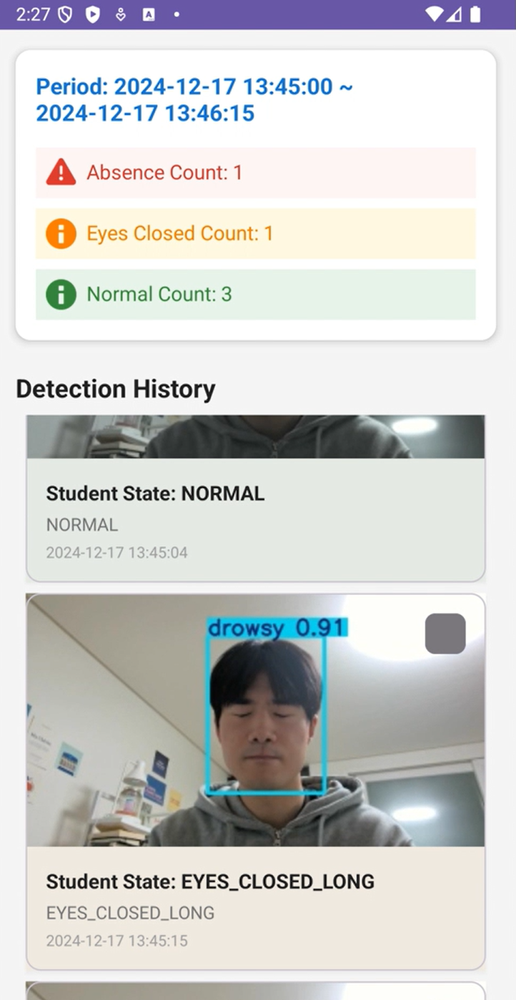 2:27
Period: 2024-12-17 13:45:00 ~
2024-12-17 13:46:15
Absence Count: 1
Eyes Closed Count: 1
Normal Count: 3
Detection History
Student State: NORMAL
NORMAL
2024-12-17 13:45:04
drowsy 0.91
Student State: EYES_CLOSED_LONG
EYES_CLOSED_LONG
2024-12-17 13:45:15